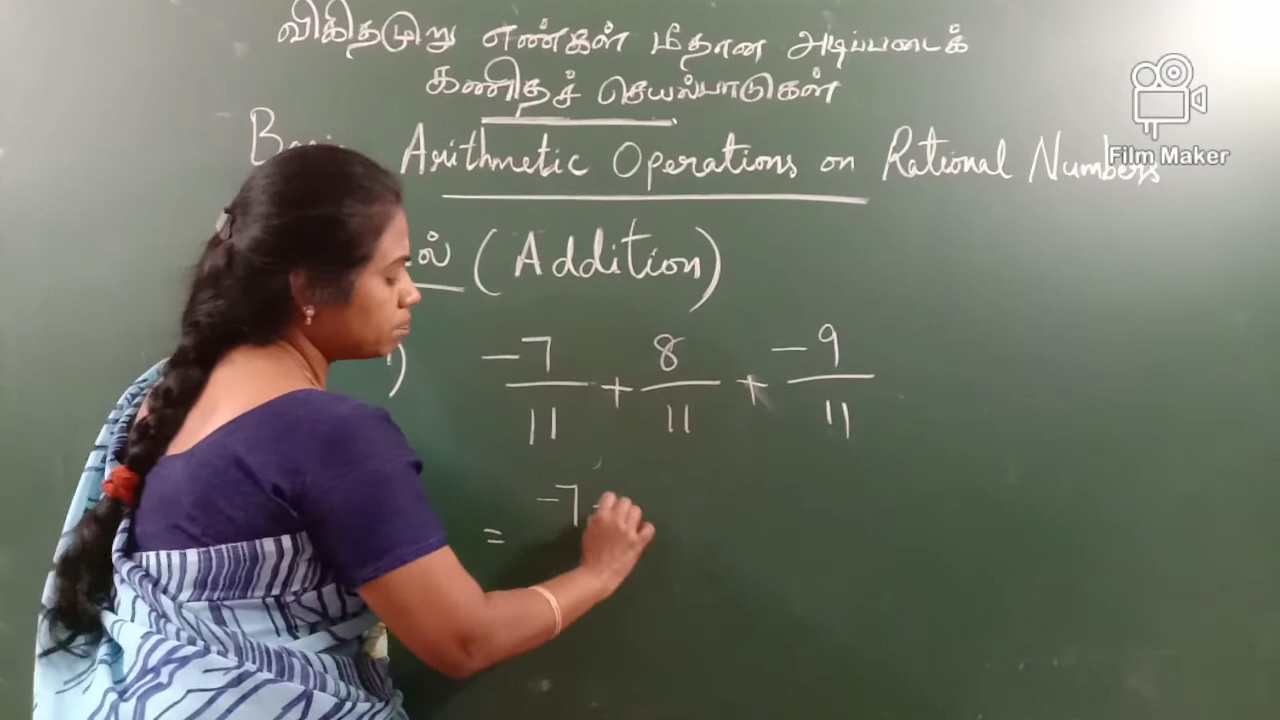 விகிதமுறு எண்கள் மீதான அடிப்படைக்
கணிதச் செயல்பாடுகள்
Arithmetic Operations on Rational Numbers
Film Maker
(Addition)
) -7/11 + 8/11 + -9/11
= -7